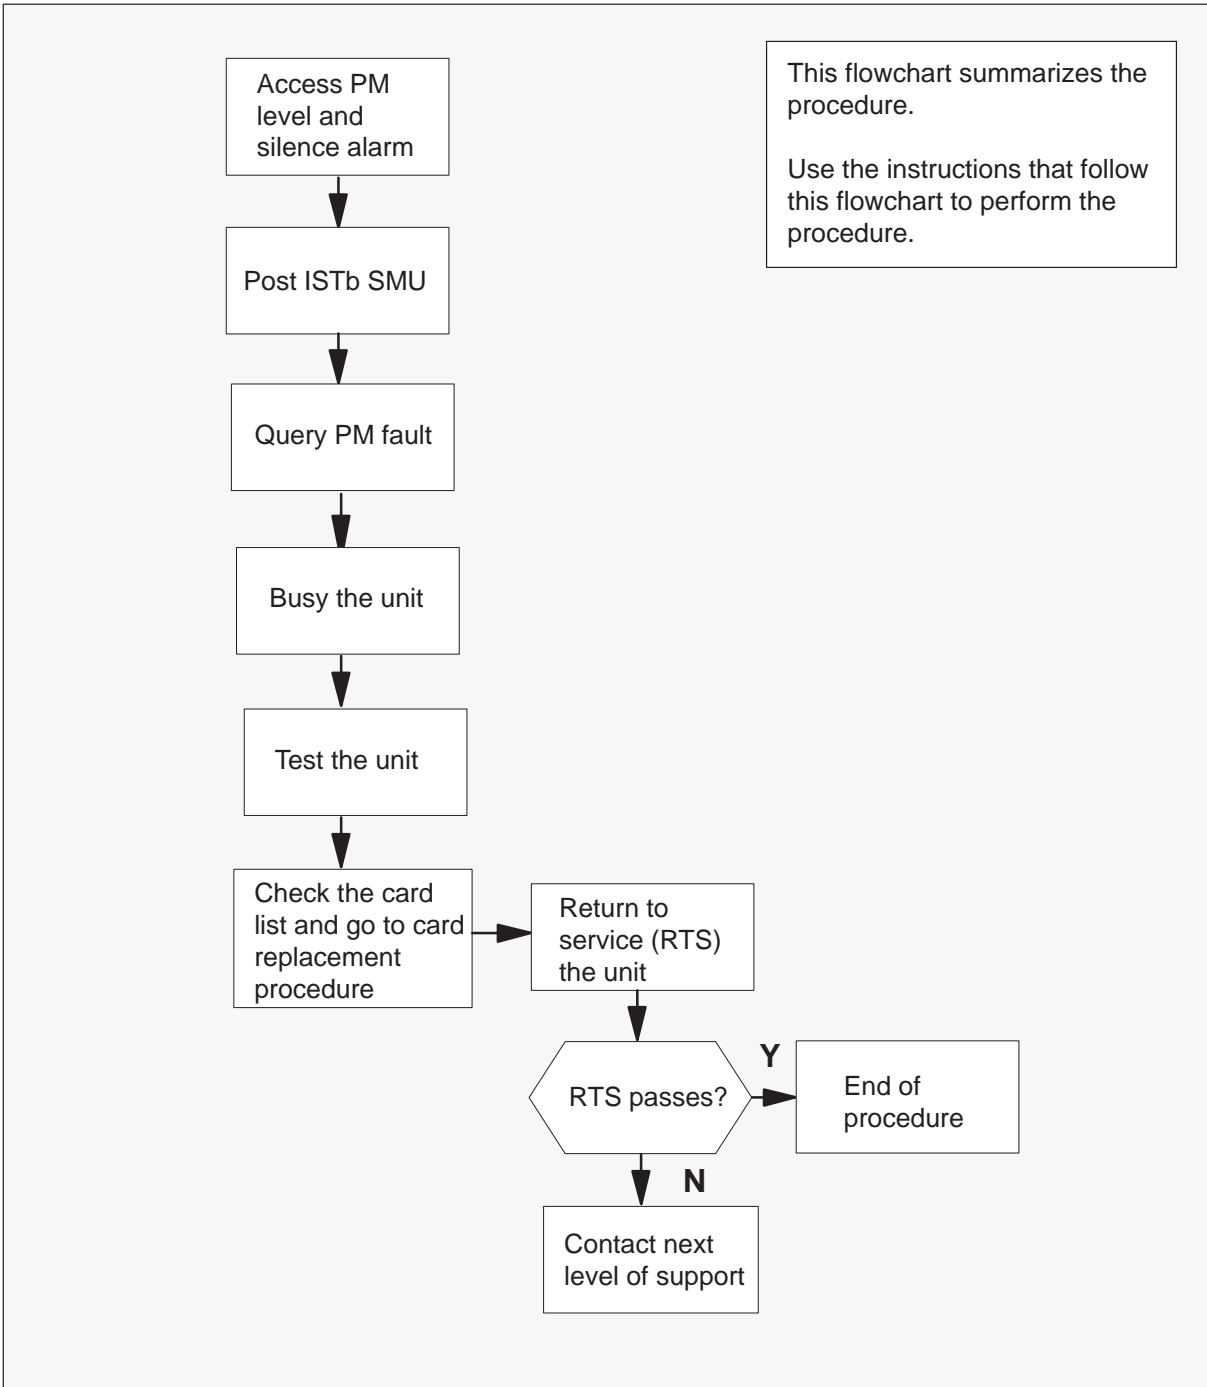 Access PM
level and
silence alarm
This flowchart summarizes the
procedure.
Use the instructions that follow
this flowchart to perform the
procedure.
Post ISTb SMU
Query PM fault
Busy the unit
Test the unit
Check the card
list and go to card
replacement
procedure
Return to
service (RTS)
the unit
RTS passes?
Y
End of
procedure
N
Contact next
level of support